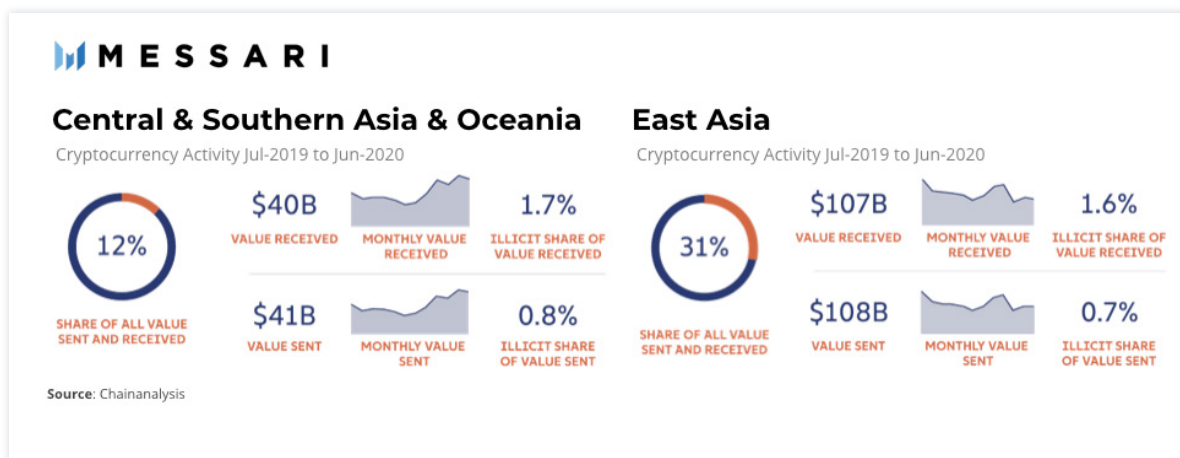 MESSARI
Central & Southern Asia & Oceania
Cryptocurrency Activity Jul-2019 to Jun-2020
12%
SHARE OF ALL VALUE
SENT AND RECEIVED
$40B
VALUE RECEIVED
MONTHLY VALUE
RECEIVED
1.7%
ILLICIT SHARE OF
VALUE RECEIVED
$41B
VALUE SENT
MONTHLY VALUE
SENT
0.8%
ILLICIT SHARE
OF VALUE SENT
East Asia
Cryptocurrency Activity Jul-2019 to Jun-2020
31%
SHARE OF ALL VALUE
SENT AND RECEIVED
$107B
VALUE RECEIVED
MONTHLY VALUE
RECEIVED
1.6%
ILLICIT SHARE OF
VALUE RECEIVED
$108B
VALUE SENT
MONTHLY VALUE
SENT
0.7%
ILLICIT SHARE
OF VALUE SENT
Source: Chainanalysis